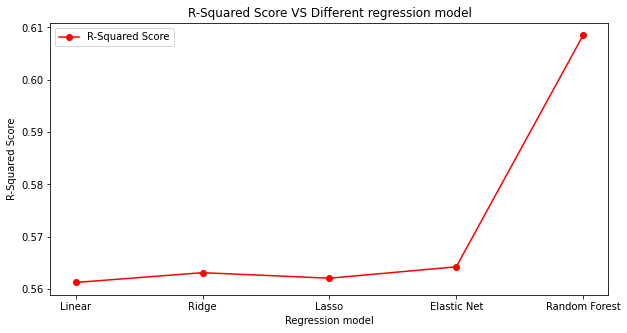 R-Squared Score VS Different regression model
R-Squared Score
0.61
0.60
0.59
0.58
0.57
0.56
R-Squared Score
Linear Ridge Lasso Elastic Net Random Forest
Regression model